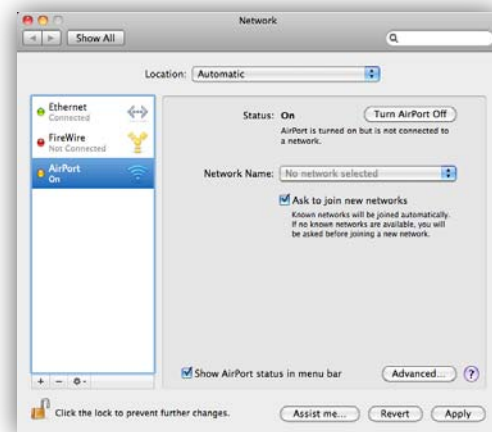 Network
Show All
Location: Automatic
Ethernet
Connected
FireWire
Not Connected
AirPort
On
Status: On
Turn AirPort Off
AirPort is turned on but is not connected to
a network.
Network Name: No network selected
Ask to join new networks
Known networks will be joined automatically.
If no known networks are available, you will
be asked before joining a new network.
Show AirPort status in menu bar
Advanced...
?
Click the lock to prevent further changes.
Assist me...
Revert
Apply